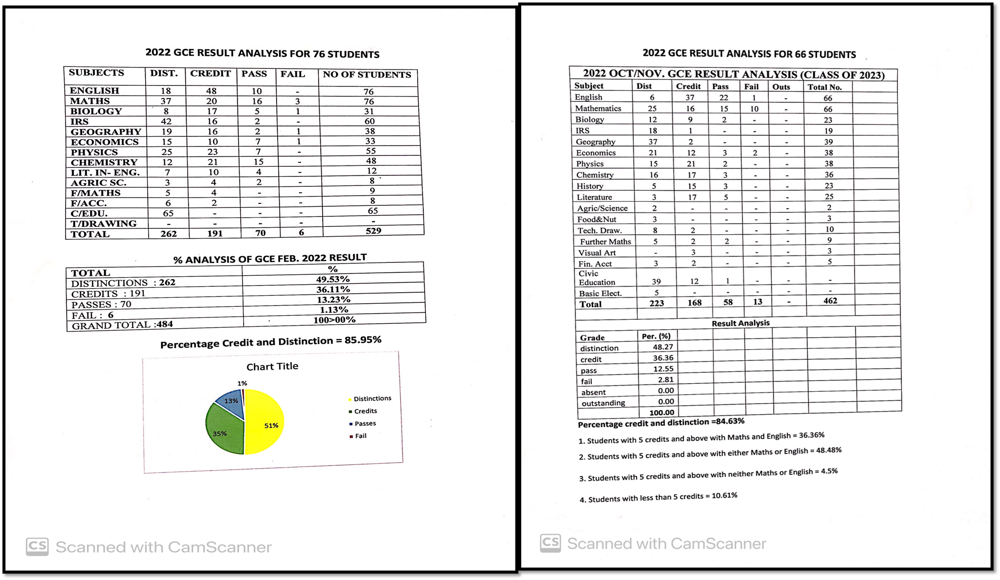 2022 GCE RESULT ANALYSIS FOR 76 STUDENTS
SUBJECTS DIST. CREDIT PASS FAIL NO OF STUDENTS
ENGLISH 18 48 10 - 76
MATHS 37 20 16 3 76
BIOLOGY 8 17 5 1 31
IRS 42 16 2 - 60
GEOGRAPHY 19 16 2 1 38
ECONOMICS 15 10 7 1 33
PHYSICS 25 23 7 - 55
CHEMISTRY 12 21 15 - 48
LIT. IN- ENG. 7 10 4 - 12
AGRIC SC. 3 4 2 - 8
F/MATHS 5 4 - - 9
F/ACC. 6 2 - - 8
C/EDU. 65 - - - 65
T/DRAWING - - - - -
TOTAL 262 191 70 6 529
% ANALYSIS OF GCE FEB. 2022 RESULT
TOTAL %
DISTINCTIONS : 262 49.53%
CREDITS : 191 36.11%
PASSES : 70 13.23%
FAIL : 6 1.13%
GRAND TOTAL :484 100>00%
Percentage Credit and Distinction = 85.95%
Chart Title
1%
13%
51%
35%
Distinctions
Credits
Passes
Fail
CS Scanned with CamScanner
2022 GCE RESULT ANALYSIS FOR 66 STUDENTS
2022 OCT/NOV. GCE RESULT ANALYSIS (CLASS OF 2023)
Subject Dist Credit Pass Fail Outs Total No.
English 6 37 22 1 - 66
Mathematics 25 16 15 10 - 66
Biology 12 9 2 - - 23
IRS 18 1 - - - 19
Geography 37 2 - - - 39
Economics 21 12 3 2 - 38
Physics 15 21 2 - - 38
Chemistry 16 17 3 - - 36
History 5 15 3 - - 23
Literature 3 17 5 - - 25
Agric/Science 2 - - - - 2
Food&Nut 3 - - - - 3
Tech. Draw. 8 2 - - - 10
Further Maths 5 2 2 - - 9
Visual Art - 3 - - - 3
Fin. Acct 3 2 - - - 5
Civic
Education 39 12 1 - - -
Basic Elect. 5 - - - - -
Total 223 168 58 13 - 462
Result Analysis
Grade Per. (%)
distinction 48.27
credit 36.36
pass 12.55
fail 2.81
absent 0.00
outstanding 0.00
100.00
Percentage credit and distinction =84.63%
1. Students with 5 credits and above with Maths and English = 36.36%
2. Students with 5 credits and above with either Maths or English = 48.48%
3. Students with 5 credits and above with neither Maths or English = 4.5%
4. Students with less than 5 credits = 10.61%
CS Scanned with CamScanner